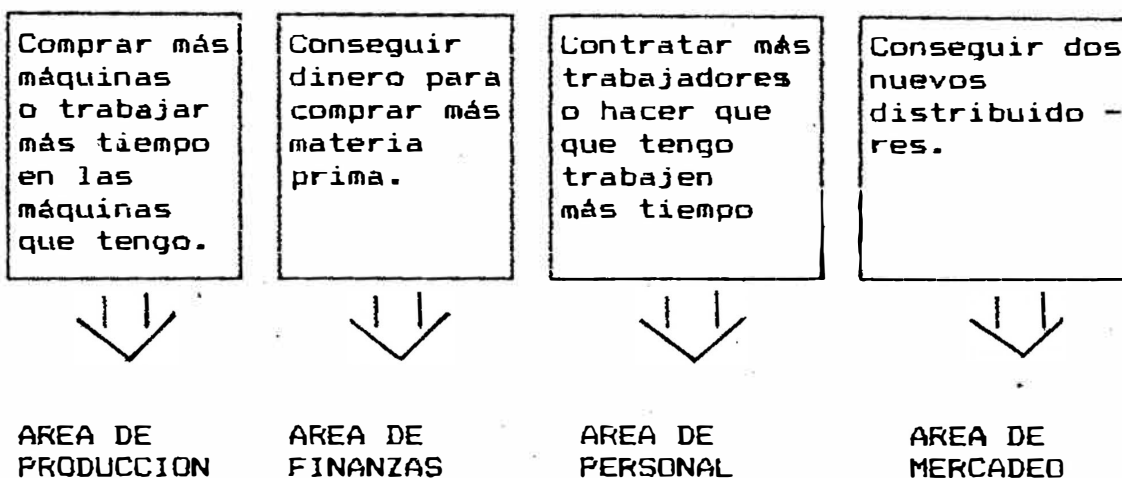 Comprar más
máquinas
o trabajar
más tiempo
en las
máquinas
que tengo.
Conseguir
dinero para
comprar más
materia
prima.
Contratar más
trabajadores
o hacer que
que tengo
trabajen
más tiempo
Conseguir dos
nuevos
distribuido -
res.
AREA DE
PRODUCCION
AREA DE
FINANZAS
AREA DE
PERSONAL
AREA DE
MERCADEO